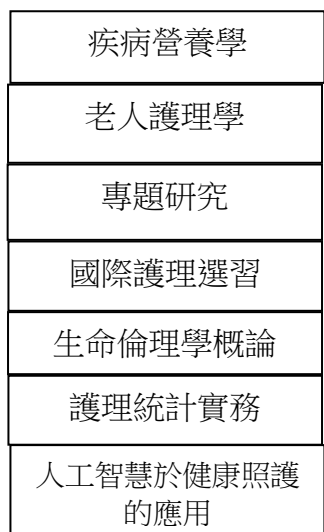 疾病營養學
老人護理學
專題研究
國際護理選習
生命倫理學概論
護理統計實務
人工智慧於健康照護
的應用